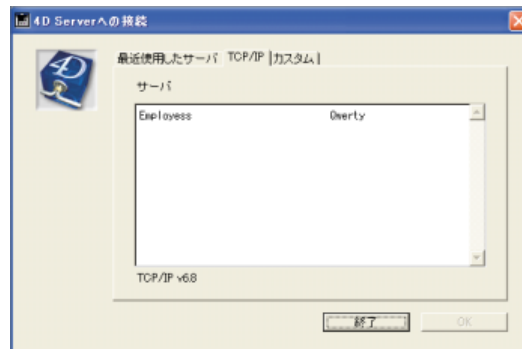 4D Serverへの接続
最近使用したサーバ TCP/IP カスタム
サーバ
Employess Qwerty
TCP/IP v6.8
終了 OK